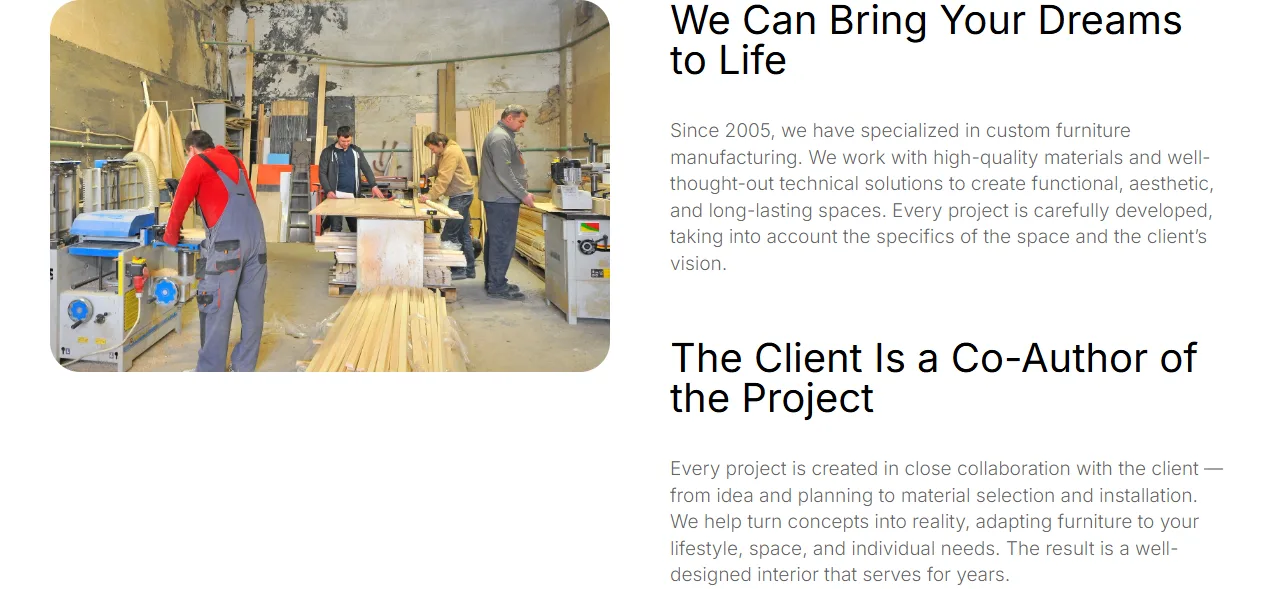 We Can Bring Your Dreams
to Life
Since 2005, we have specialized in custom furniture
manufacturing. We work with high-quality materials and well-
thought-out technical solutions to create functional, aesthetic,
and long-lasting spaces. Every project is carefully developed,
taking into account the specifics of the space and the client’s
vision.
The Client Is a Co-Author of
the Project
Every project is created in close collaboration with the client —
from idea and planning to material selection and installation.
We help turn concepts into reality, adapting furniture to your
lifestyle, space, and individual needs. The result is a well-
designed interior that serves for years.